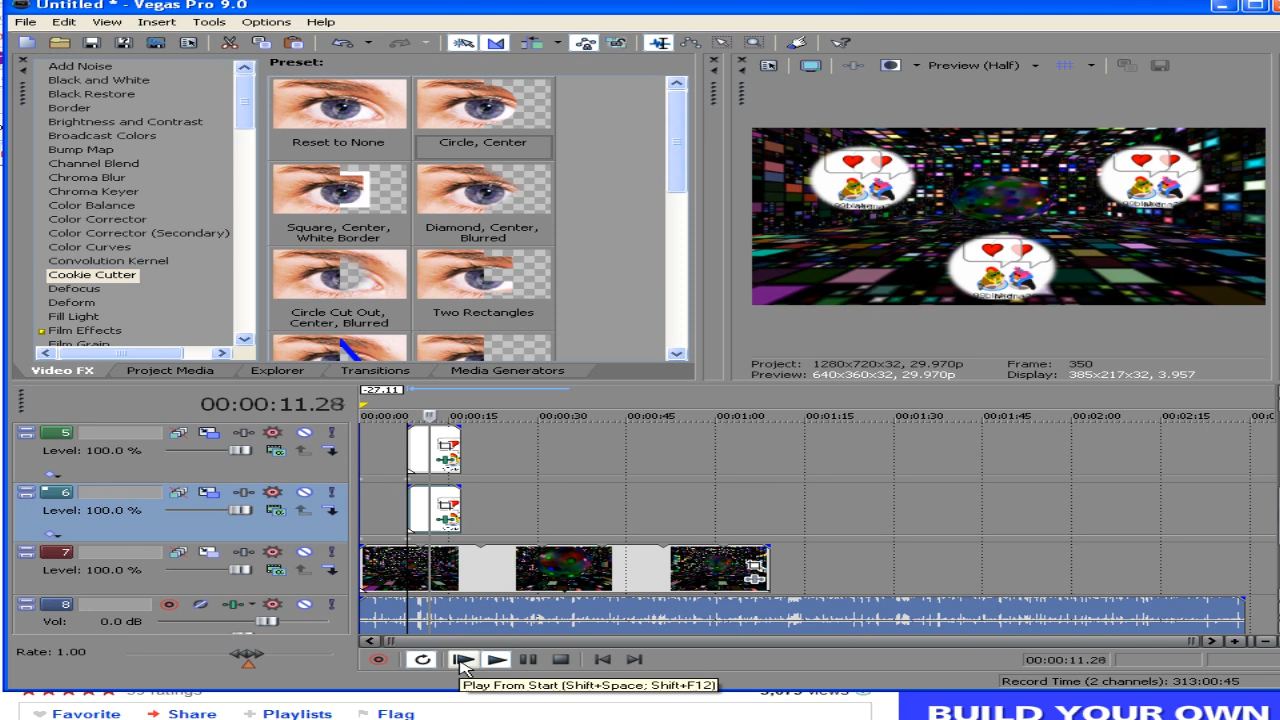 Untitled * - Vegas Pro 9.0
File Edit View Insert Tools Options Help
Add Noise
Black and White
Black Restore
Border
Brightness and Contrast
Broadcast Colors
Bump Map
Channel Blend
Chroma Blur
Chroma Keyer
Color Balance
Color Corrector
Color Corrector (Secondary)
Color Curves
Convolution Kernel
Cookie Cutter
Defocus
Deform
Fill Light
Film Effects
Film Grain
Preset:
Reset to None
Circle, Center
Square, Center,
White Border
Diamond, Center,
Blurred
Circle Cut Out,
Center, Blurred
Two Rectangles
Video FX Project Media Explorer Transitions Media Generators
Preview (Half)
Project: 1280x720x32, 29.970p Frame: 350
Preview: 640x360x32, 29.970p Display: 385x217x32, 3.957
00:00:11.28
-27.11
00:00:00 00:00:15 00:00:30 00:00:45 00:01:00 00:01:15 00:01:30 00:01:45 00:02:00 00:02:15
5
Level: 100.0 %
6
Level: 100.0 %
7
Level: 100.0 %
8
Vol: 0.0 dB
Rate: 1.00
00:00:11.28
Play From Start (Shift+Space; Shift+F12)
Record Time (2 channels): 313:00:45
ratings
views
Favorite Share Playlists Flag
BUILD YOUR OWN